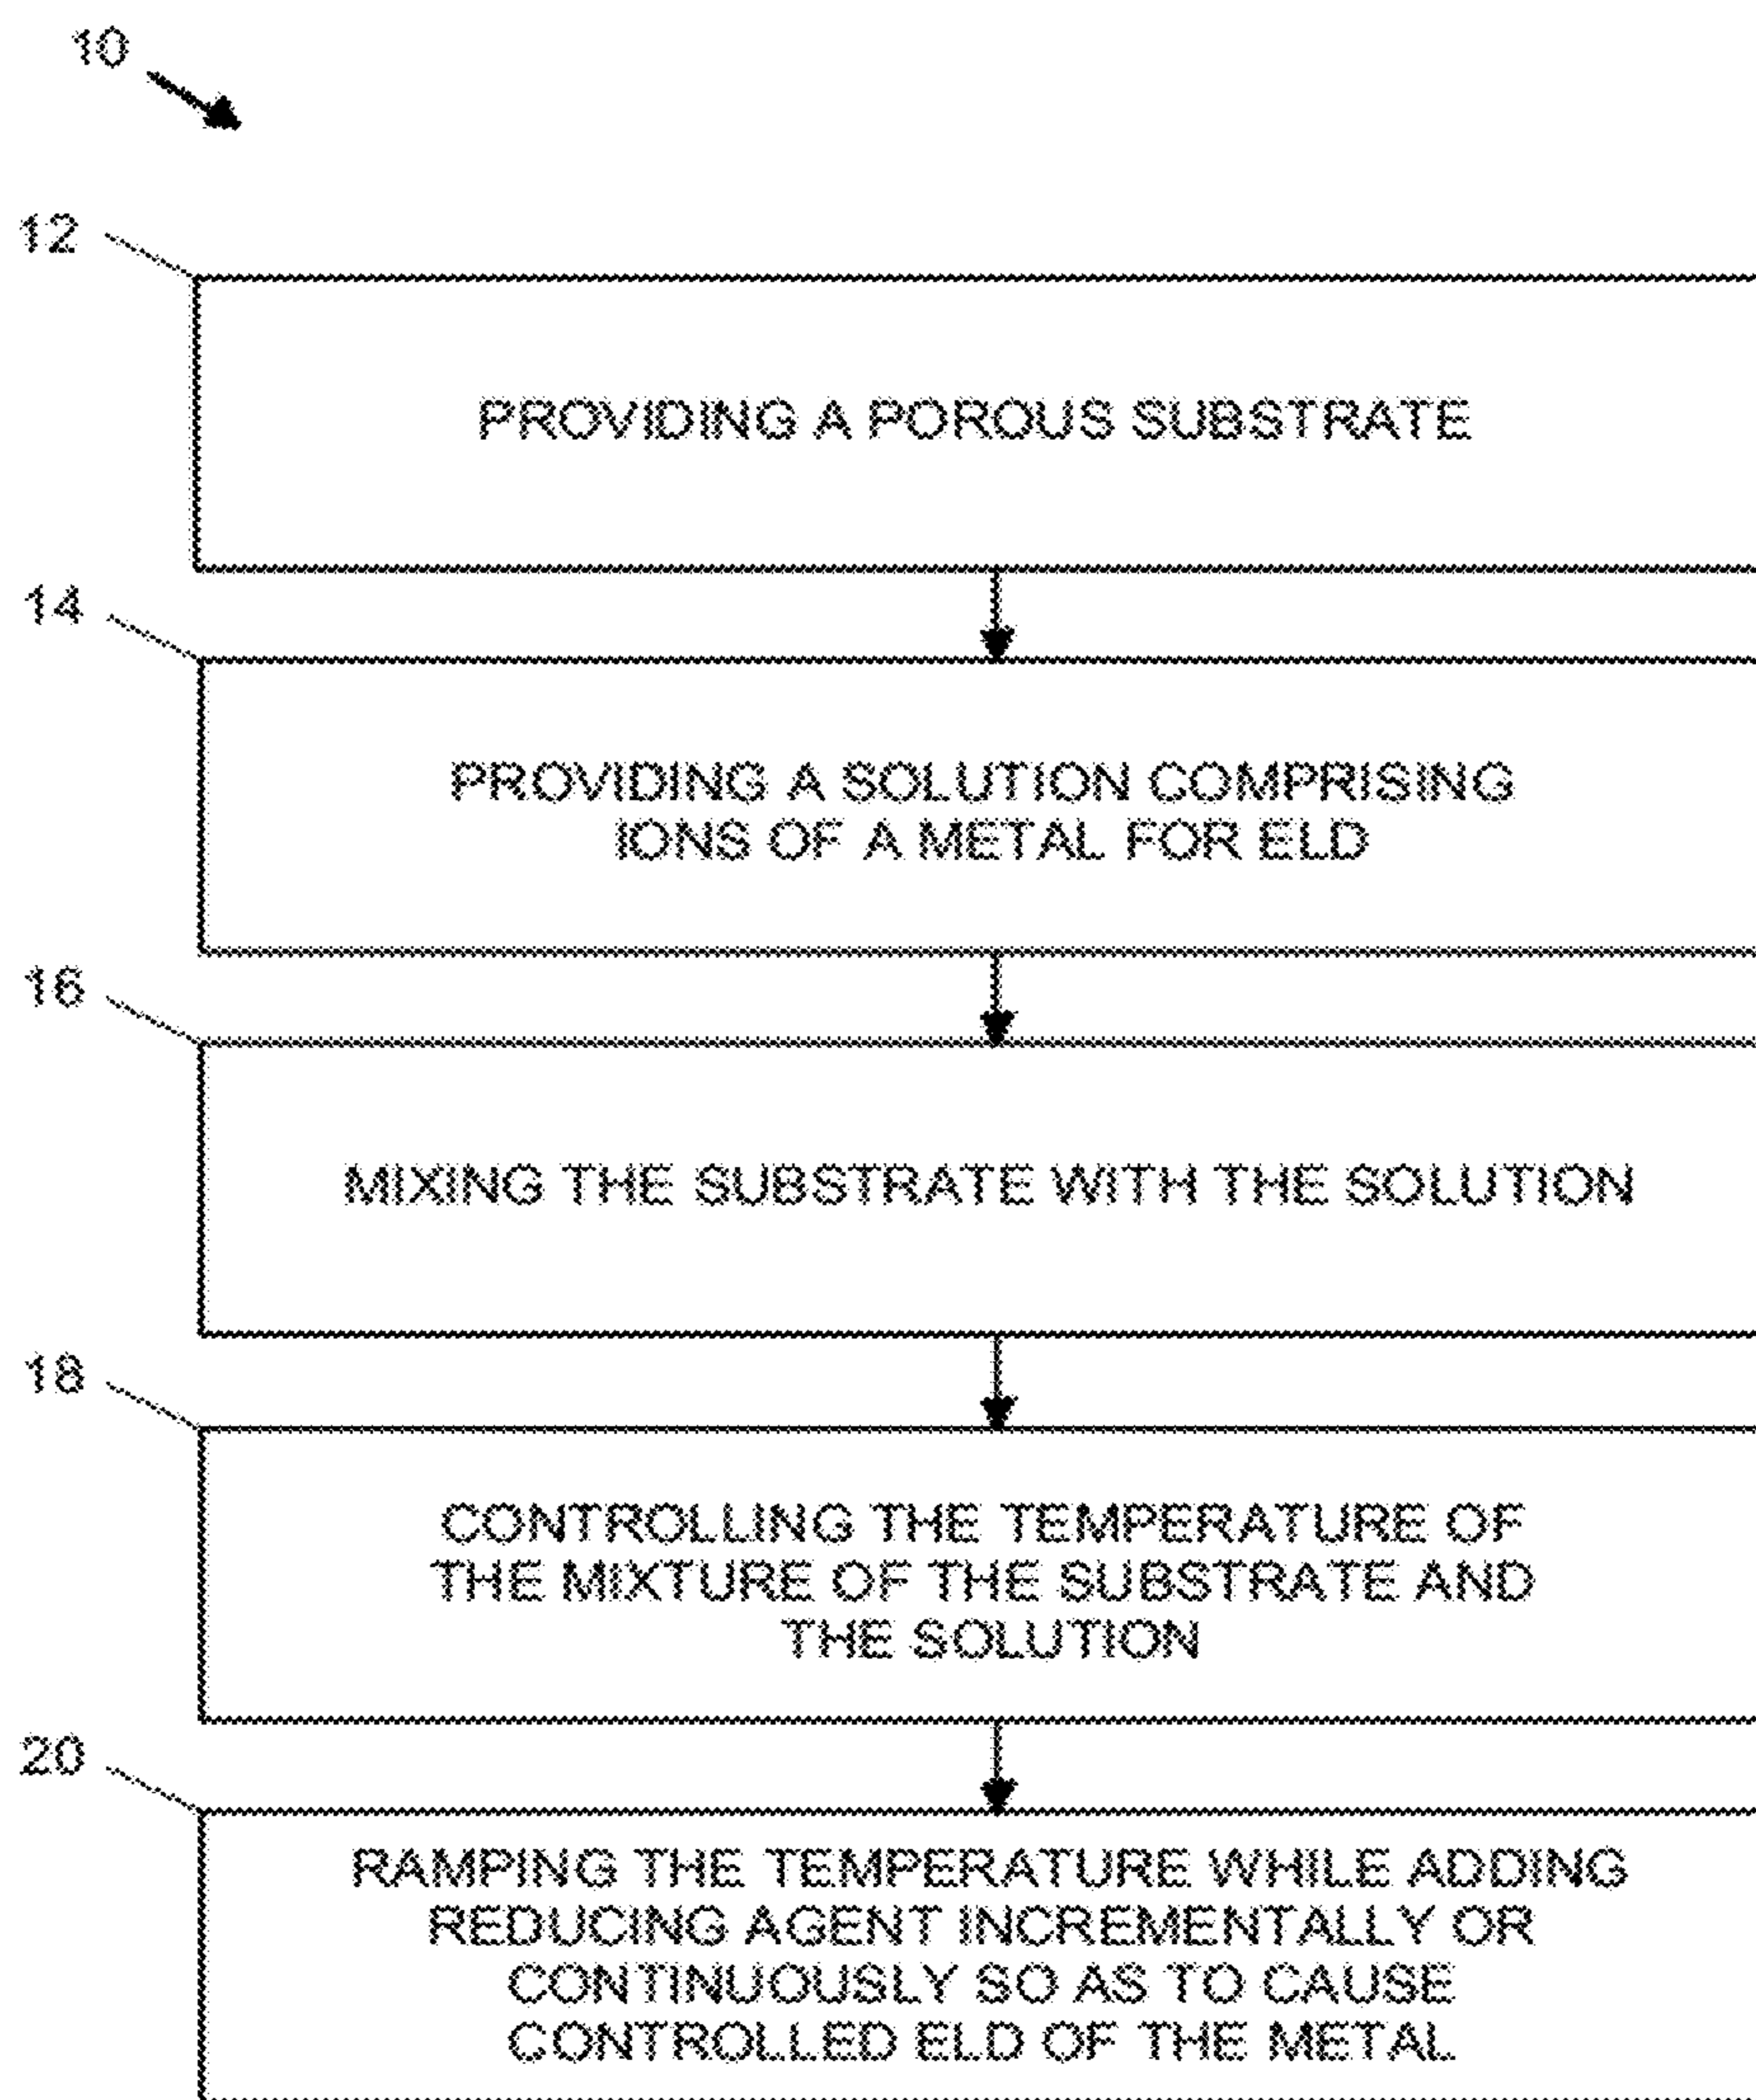 10
12
PROVIDING A POROUS SUBSTRATE
14
PROVIDING A SOLUTION COMPRISING
IONS OF A METAL FOR ELD
16
MIXING THE SUBSTRATE WITH THE SOLUTION
18
CONTROLLING THE TEMPERATURE OF
THE MIXTURE OF THE SUBSTRATE AND
THE SOLUTION
20
RAMPING THE TEMPERATURE WHILE ADDING
REDUCING AGENT INCREMENTALLY OR
CONTINUOUSLY SO AS TO CAUSE
CONTROLLED ELD OF THE METAL